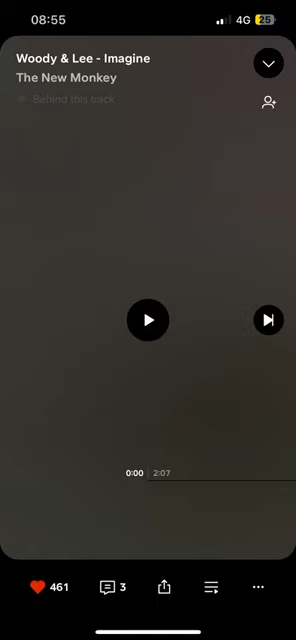 08:55
4G 25
Woody & Lee - Imagine
The New Monkey
Behind this track
0:00 2:07
461
3